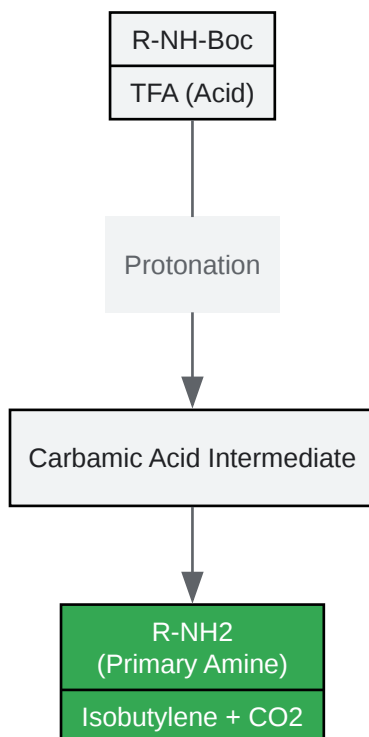 R-NH-Boc
TFA (Acid)
Protonation
Carbamic Acid Intermediate
R-NH2
(Primary Amine)
Isobutylene + CO2